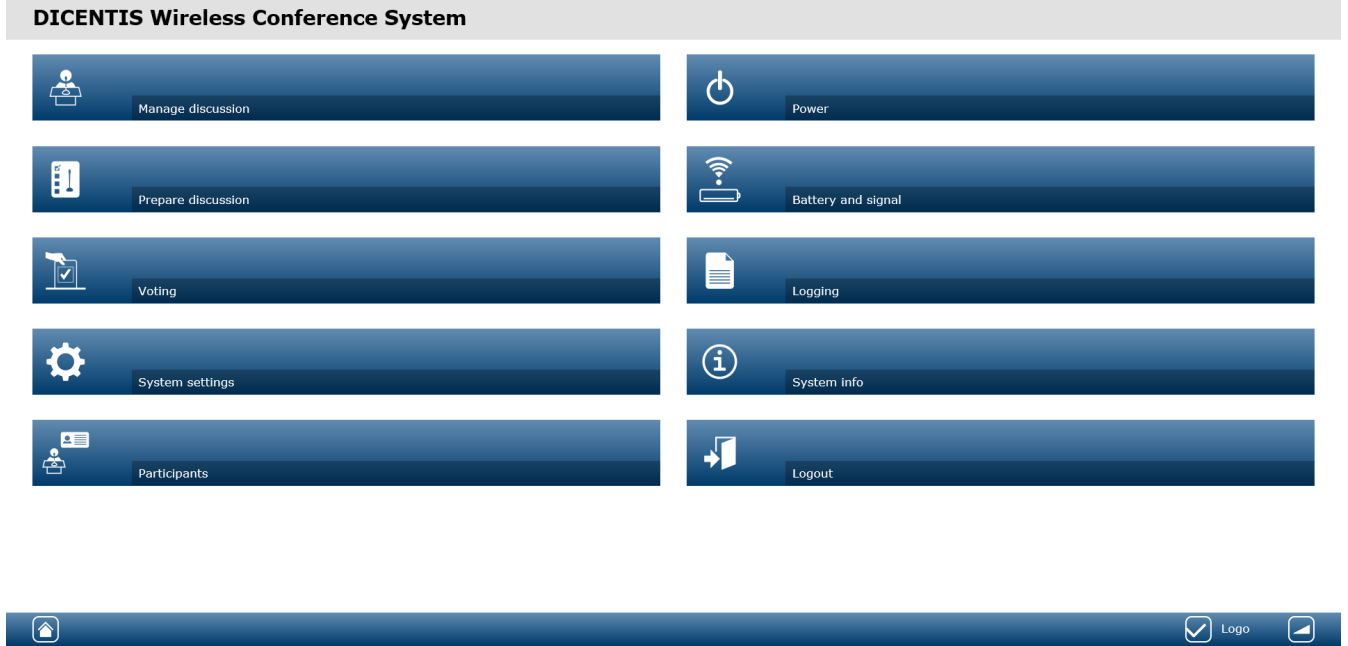 DICENTIS Wireless Conference System
Manage discussion
Power
Prepare discussion
Battery and signal
Voting
Logging
System settings
System info
Participants
Logout
Logo